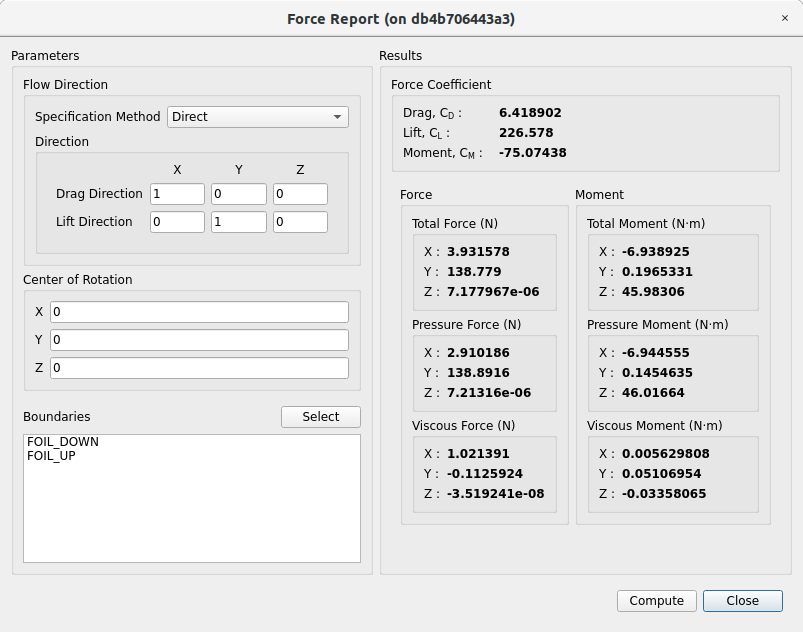 Force Report (on db4b706443a3)
×
Parameters
Flow Direction
Specification Method Direct
Direction
X Y Z
Drag Direction 1 0 0
Lift Direction 0 1 0
Center of Rotation
X 0
Y 0
Z 0
Boundaries Select
FOIL_DOWN
FOIL_UP
Results
Force Coefficient
Drag, CD : 6.418902
Lift, CL : 226.578
Moment, CM : -75.07438
Force
Total Force (N)
X : 3.931578
Y : 138.779
Z : 7.177967e-06
Pressure Force (N)
X : 2.910186
Y : 138.8916
Z : 7.21316e-06
Viscous Force (N)
X : 1.021391
Y : -0.1125924
Z : -3.519241e-08
Moment
Total Moment (N·m)
X : -6.938925
Y : 0.1965331
Z : 45.98306
Pressure Moment (N·m)
X : -6.944555
Y : 0.1454635
Z : 46.01664
Viscous Moment (N·m)
X : 0.005629808
Y : 0.05106954
Z : -0.03358065
Compute Close